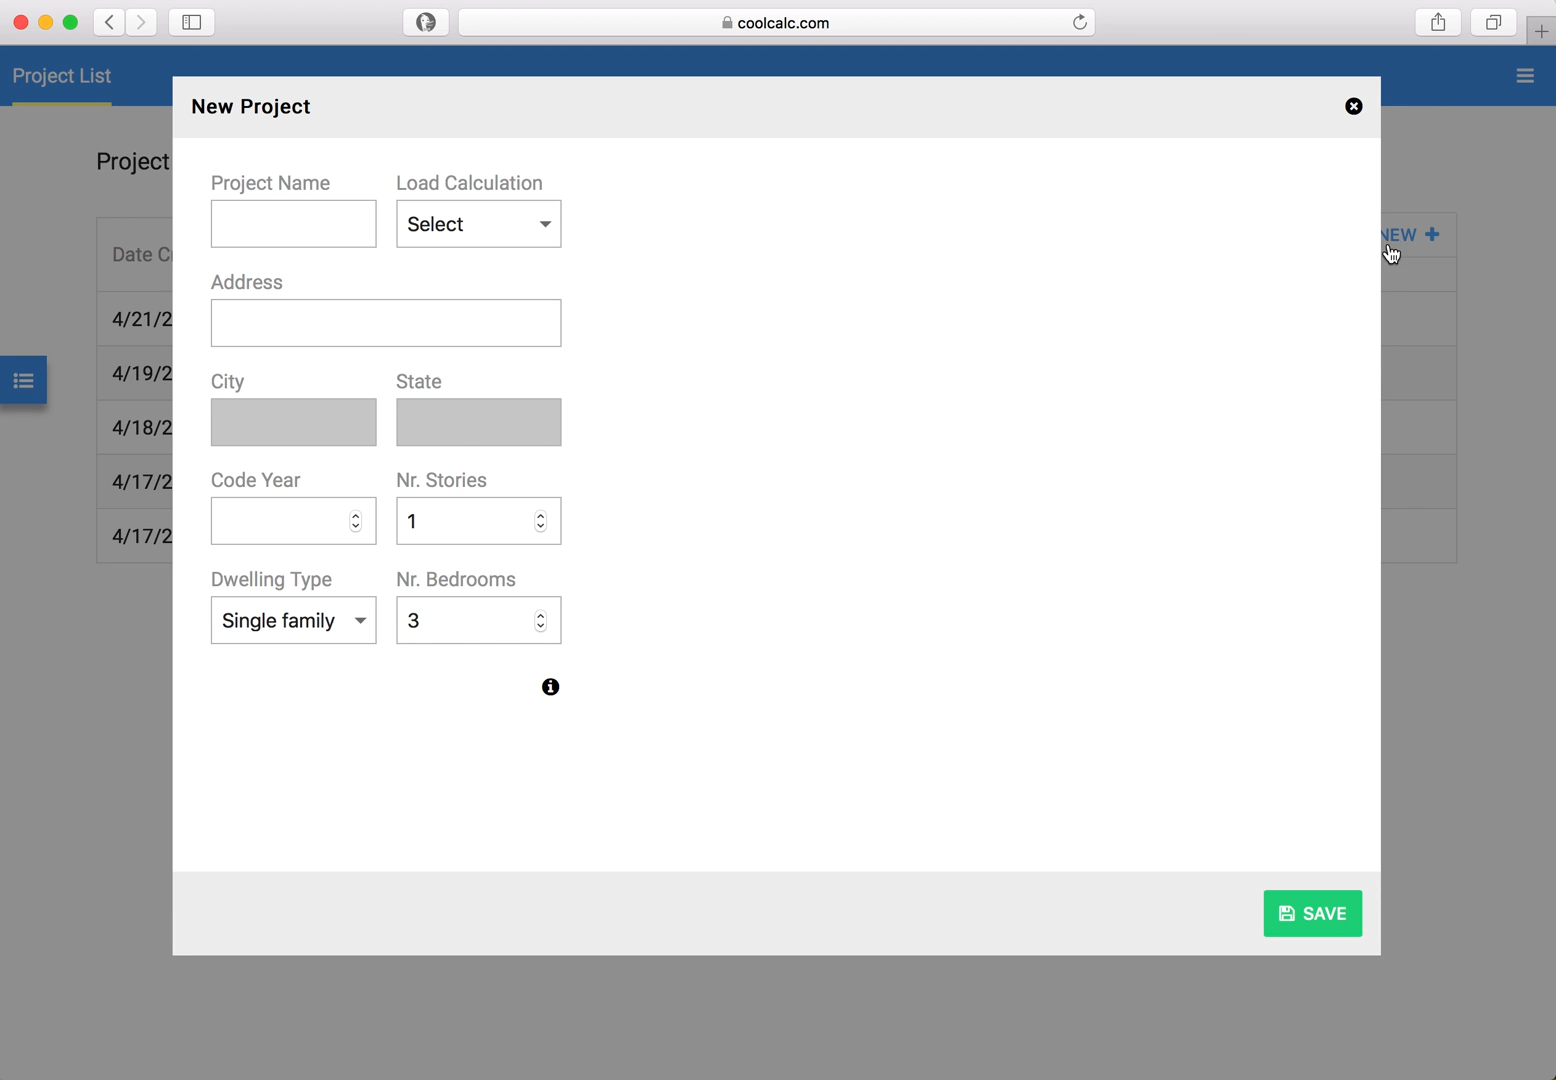 coolcalc.com
Project List
New Project
Project
Project Name Load Calculation
Select
NEW
Date C
Address
4/21/2
4/19/2
City State
4/18/2
Code Year Nr. Stories
4/17/2
1
4/17/2
Dwelling Type Nr. Bedrooms
Single family 3
SAVE